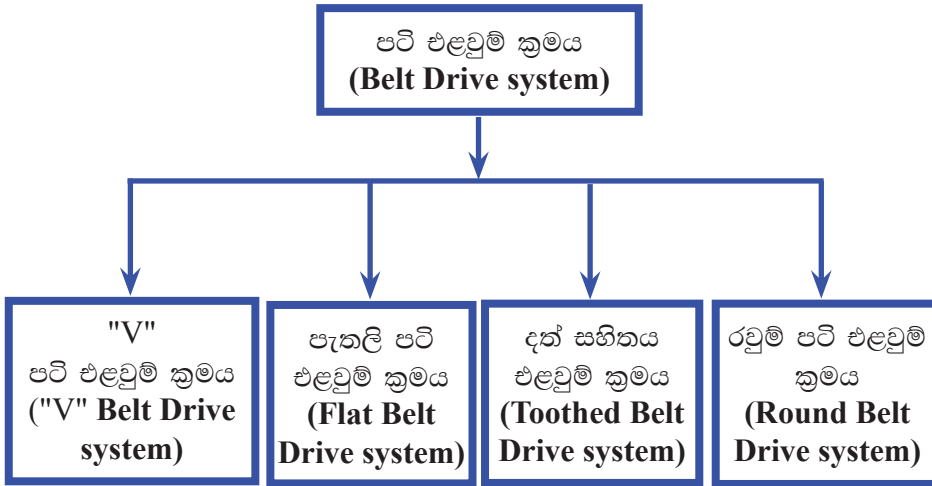 පටි එළවුම් ක්‍රමය
(Belt Drive system)
"V"
පටි එළවුම් ක්‍රමය
("V" Belt Drive
system)
පැතලි පටි
එළවුම් ක්‍රමය
(Flat Belt
Drive system)
දත් සහිතය
එළවුම් ක්‍රමය
(Toothed Belt
Drive system)
රවුම් පටි එළවුම්
ක්‍රමය
(Round Belt
Drive system)